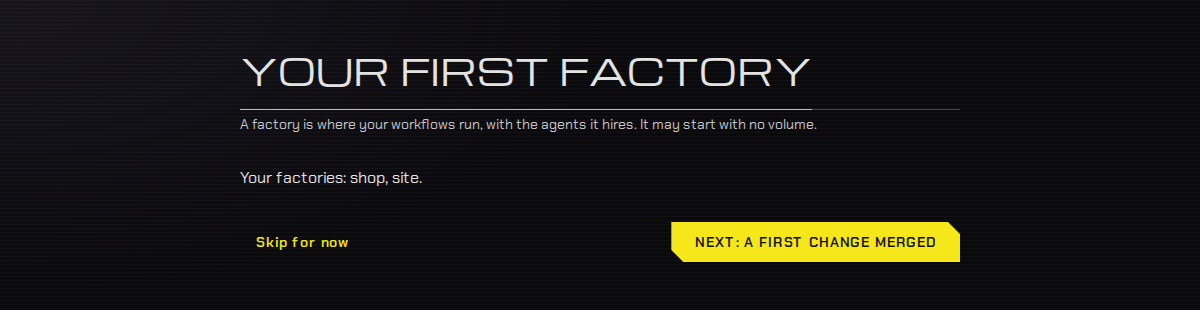 YOUR FIRST FACTORY
A factory is where your workflows run, with the agents it hires. It may start with no volume.
Your factories: shop, site.
Skip for now
NEXT: A FIRST CHANGE MERGED